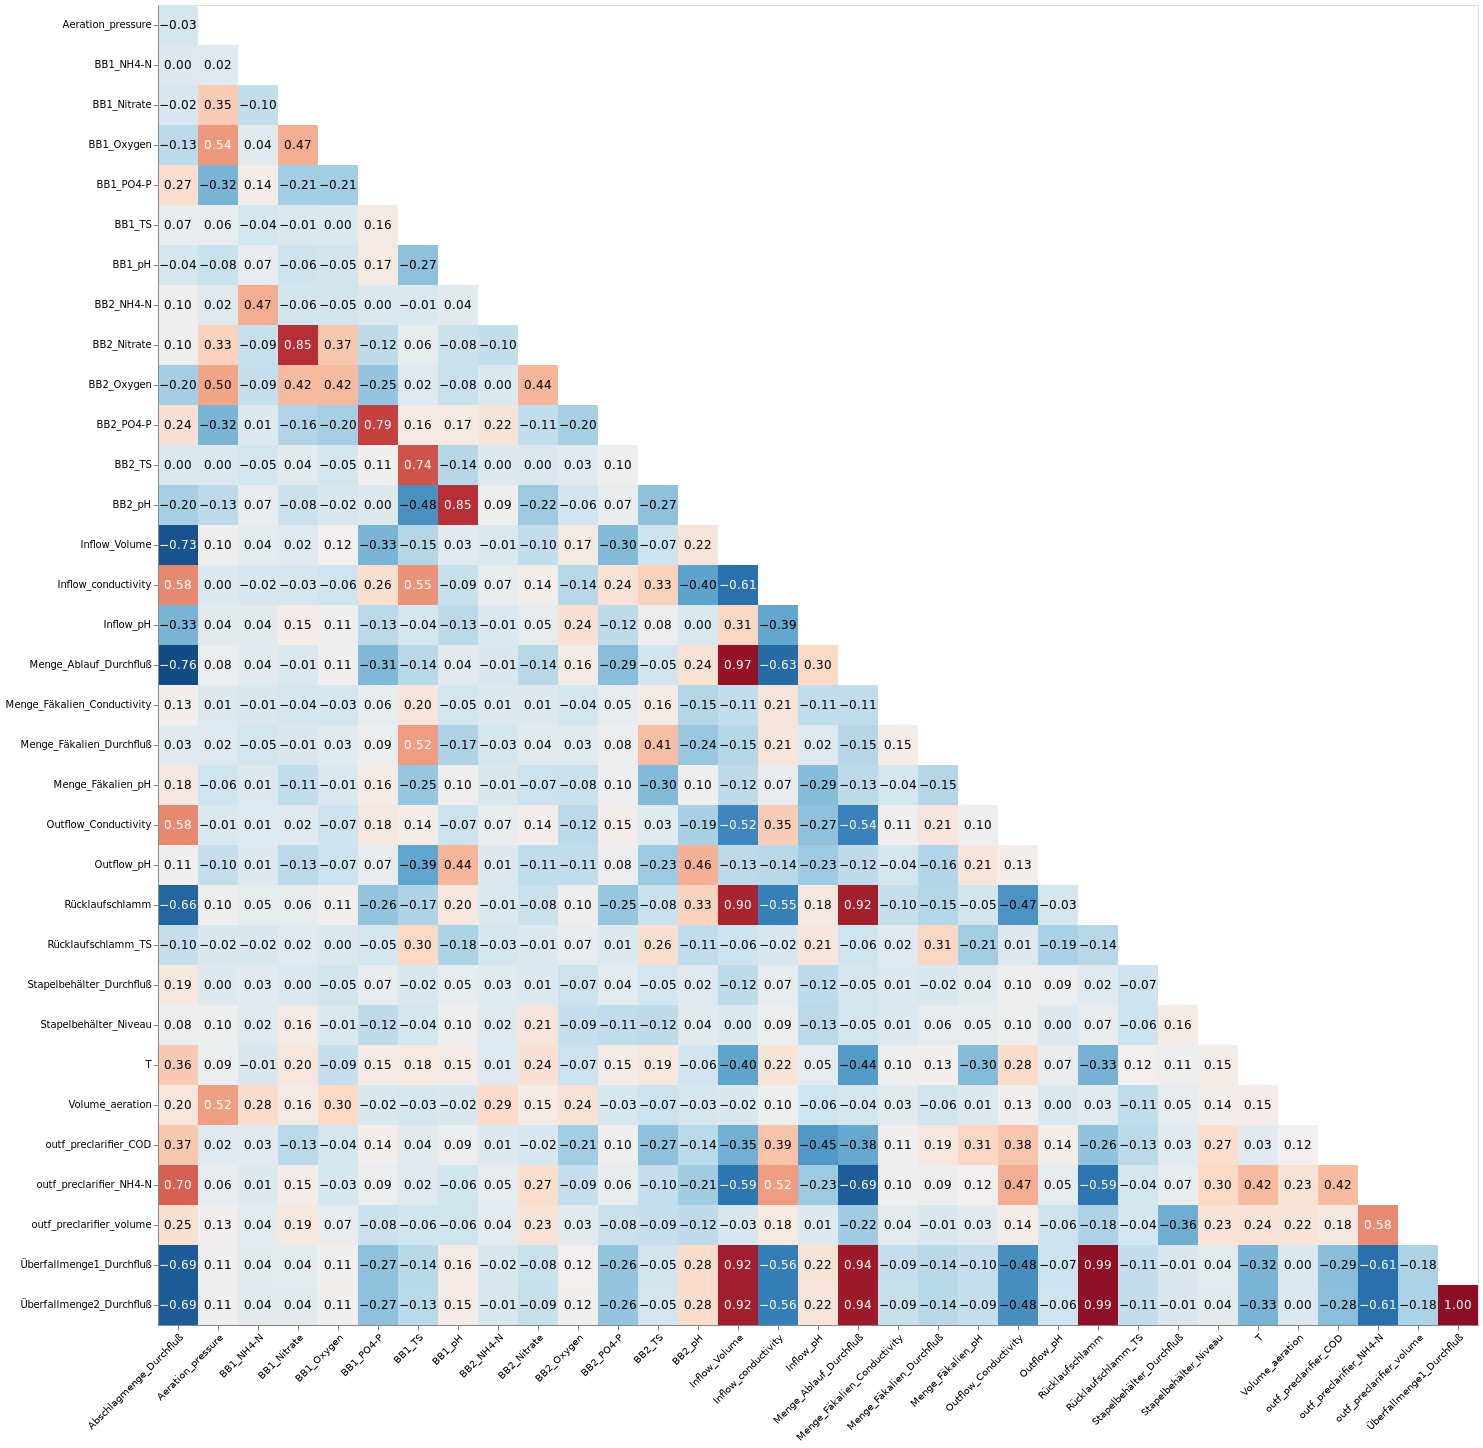 Aeration_pressure −0.03
BB1_NH4-N 0.00 0.02
BB1_Nitrate −0.02 0.35 −0.10
BB1_Oxygen −0.13 0.54 0.04 0.47
BB1_PO4-P 0.27 −0.32 0.14 −0.21 −0.21
BB1_TS 0.07 0.06 −0.04 −0.01 0.00 0.16
BB1_pH −0.04 −0.08 0.07 −0.06 −0.05 0.17 −0.27
BB2_NH4-N 0.10 0.02 0.47 −0.06 −0.05 0.00 −0.01 0.04
BB2_Nitrate 0.10 0.33 −0.09 0.85 0.37 −0.12 0.06 −0.08 −0.10
BB2_Oxygen −0.20 0.50 −0.09 0.42 0.42 −0.25 0.02 −0.08 0.00 0.44
BB2_PO4-P 0.24 −0.32 0.01 −0.16 −0.20 0.79 0.16 0.17 0.22 −0.11 −0.20
BB2_TS 0.00 0.00 −0.05 0.04 −0.05 0.11 0.74 −0.14 0.00 0.00 0.03 0.10
BB2_pH −0.20 −0.13 0.07 −0.08 −0.02 0.00 −0.48 0.85 0.09 −0.22 −0.06 0.07 −0.27
Inflow_Volume −0.73 0.10 0.04 0.02 0.12 −0.33 −0.15 0.03 −0.01 −0.10 0.17 −0.30 −0.07 0.22
Inflow_conductivity 0.58 0.00 −0.02 −0.03 −0.06 0.26 0.55 −0.09 0.07 0.14 −0.14 0.24 0.33 −0.40 −0.61
Inflow_pH −0.33 0.04 0.04 0.15 0.11 −0.13 −0.04 −0.13 −0.01 0.05 0.24 −0.12 0.08 0.00 0.31 −0.39
Menge_Ablauf_Durchfluß −0.76 0.08 0.04 −0.01 0.11 −0.31 −0.14 0.04 −0.01 −0.14 0.16 −0.29 −0.05 0.24 0.97 −0.63 0.30
Menge_Fäkalien_Conductivity 0.13 0.01 −0.01 −0.04 −0.03 0.06 0.20 −0.05 0.01 0.01 −0.04 0.05 0.16 −0.15 −0.11 0.21 −0.11 −0.11
Menge_Fäkalien_Durchfluß 0.03 0.02 −0.05 −0.01 0.03 0.09 0.52 −0.17 −0.03 0.04 0.03 0.08 0.41 −0.24 −0.15 0.21 0.02 −0.15 0.15
Menge_Fäkalien_pH 0.18 −0.06 0.01 −0.11 −0.01 0.16 −0.25 0.10 −0.01 −0.07 −0.08 0.10 −0.30 0.10 −0.12 0.07 −0.29 −0.13 −0.04 −0.15
Outflow_Conductivity 0.58 −0.01 0.01 0.02 −0.07 0.18 0.14 −0.07 0.07 0.14 −0.12 0.15 0.03 −0.19 −0.52 0.35 −0.27 −0.54 0.11 0.21 0.10
Outflow_pH 0.11 −0.10 0.01 −0.13 −0.07 0.07 −0.39 0.44 0.01 −0.11 −0.11 0.08 −0.23 0.46 −0.13 −0.14 −0.23 −0.12 −0.04 −0.16 0.21 0.13
Rücklaufschlamm −0.66 0.10 0.05 0.06 0.11 −0.26 −0.17 0.20 −0.01 −0.08 0.10 −0.25 −0.08 0.33 0.90 −0.55 0.18 0.92 −0.10 −0.15 −0.05 −0.47 −0.03
Rücklaufschlamm_TS −0.10 −0.02 −0.02 0.02 0.00 −0.05 0.30 −0.18 −0.03 −0.01 0.07 0.01 0.26 −0.11 −0.06 −0.02 0.21 −0.06 0.02 0.31 −0.21 0.01 −0.19 −0.14
Stapelbehälter_Durchfluß 0.19 0.00 0.03 0.00 −0.05 0.07 −0.02 0.05 0.03 0.01 −0.07 0.04 −0.05 0.02 −0.12 0.07 −0.12 −0.05 0.01 −0.02 0.04 0.10 0.09 0.02 −0.07
Stapelbehälter_Niveau 0.08 0.10 0.02 0.16 −0.01 −0.12 −0.04 0.10 0.02 0.21 −0.09 −0.11 −0.12 0.04 0.00 0.09 −0.13 −0.05 0.01 0.06 0.05 0.10 0.00 0.07 −0.06 0.16
T 0.36 0.09 −0.01 0.20 −0.09 0.15 0.18 0.15 0.01 0.24 −0.07 0.15 0.19 −0.06 −0.40 0.22 0.05 −0.44 0.10 0.13 −0.30 0.28 0.07 −0.33 0.12 0.11 0.15
Volume_aeration 0.20 0.52 0.28 0.16 0.30 −0.02 −0.03 −0.02 0.29 0.15 0.24 −0.03 −0.07 −0.03 −0.02 0.10 −0.06 −0.04 0.03 −0.06 0.01 0.13 0.00 0.03 −0.11 0.05 0.14 0.15
outf_preclarifier_COD 0.37 0.02 0.03 −0.13 −0.04 0.14 0.04 0.09 0.01 −0.02 −0.21 0.10 −0.27 −0.14 −0.35 0.39 −0.45 −0.38 0.11 0.19 0.31 0.38 0.14 −0.26 −0.13 0.03 0.27 0.03 0.12
outf_preclarifier_NH4-N 0.70 0.06 0.01 0.15 −0.03 0.09 0.02 −0.06 0.05 0.27 −0.09 0.06 −0.10 −0.21 −0.59 0.52 −0.23 −0.69 0.10 0.09 0.12 0.47 0.05 −0.59 −0.04 0.07 0.30 0.42 0.23 0.42
outf_preclarifier_volume 0.25 0.13 0.04 0.19 0.07 −0.08 −0.06 −0.06 0.04 0.23 0.03 −0.08 −0.09 −0.12 −0.03 0.18 0.01 −0.22 0.04 −0.01 0.03 0.14 −0.06 −0.18 −0.04 −0.36 0.23 0.24 0.22 0.18 0.58
Überfallmenge1_Durchfluß −0.69 0.11 0.04 0.04 0.11 −0.27 −0.14 0.16 −0.02 −0.08 0.12 −0.26 −0.05 0.28 0.92 −0.56 0.22 0.94 −0.09 −0.14 −0.10 −0.48 −0.07 0.99 −0.11 −0.01 0.04 −0.32 0.00 −0.29 −0.61 −0.18
Überfallmenge2_Durchfluß −0.69 0.11 0.04 0.04 0.11 −0.27 −0.13 0.15 −0.01 −0.09 0.12 −0.26 −0.05 0.28 0.92 −0.56 0.22 0.94 −0.09 −0.14 −0.09 −0.48 −0.06 0.99 −0.11 −0.01 0.04 −0.33 0.00 −0.28 −0.61 −0.18 1.00
Abschlagmenge_Durchfluß
Aeration_pressure
BB1_NH4-N
BB1_Nitrate
BB1_Oxygen
BB1_PO4-P
BB1_TS
BB1_pH
BB2_NH4-N
BB2_Nitrate
BB2_Oxygen
BB2_PO4-P
BB2_TS
BB2_pH
Inflow_Volume
Inflow_conductivity
Inflow_pH
Menge_Ablauf_Durchfluß
Menge_Fäkalien_Conductivity
Menge_Fäkalien_Durchfluß
Menge_Fäkalien_pH
Outflow_Conductivity
Outflow_pH
Rücklaufschlamm
Rücklaufschlamm_TS
Stapelbehälter_Durchfluß
Stapelbehälter_Niveau
T
Volume_aeration
outf_preclarifier_COD
outf_preclarifier_NH4-N
outf_preclarifier_volume
Überfallmenge1_Durchfluß